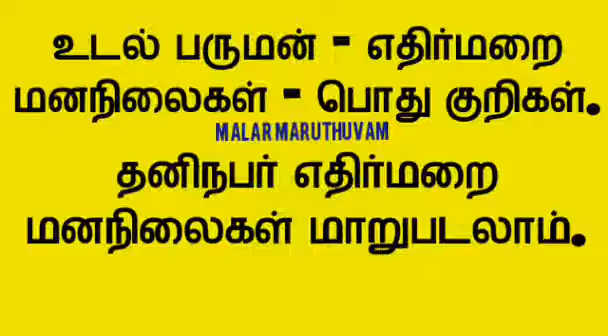 உடல் பருமன் - எதிர்மறை
மனநிலைகள் - பொது குறிகள்.
MALAR MARUTHUVAM
தனிநபர் எதிர்மறை
மனநிலைகள் மாறுபடலாம்.